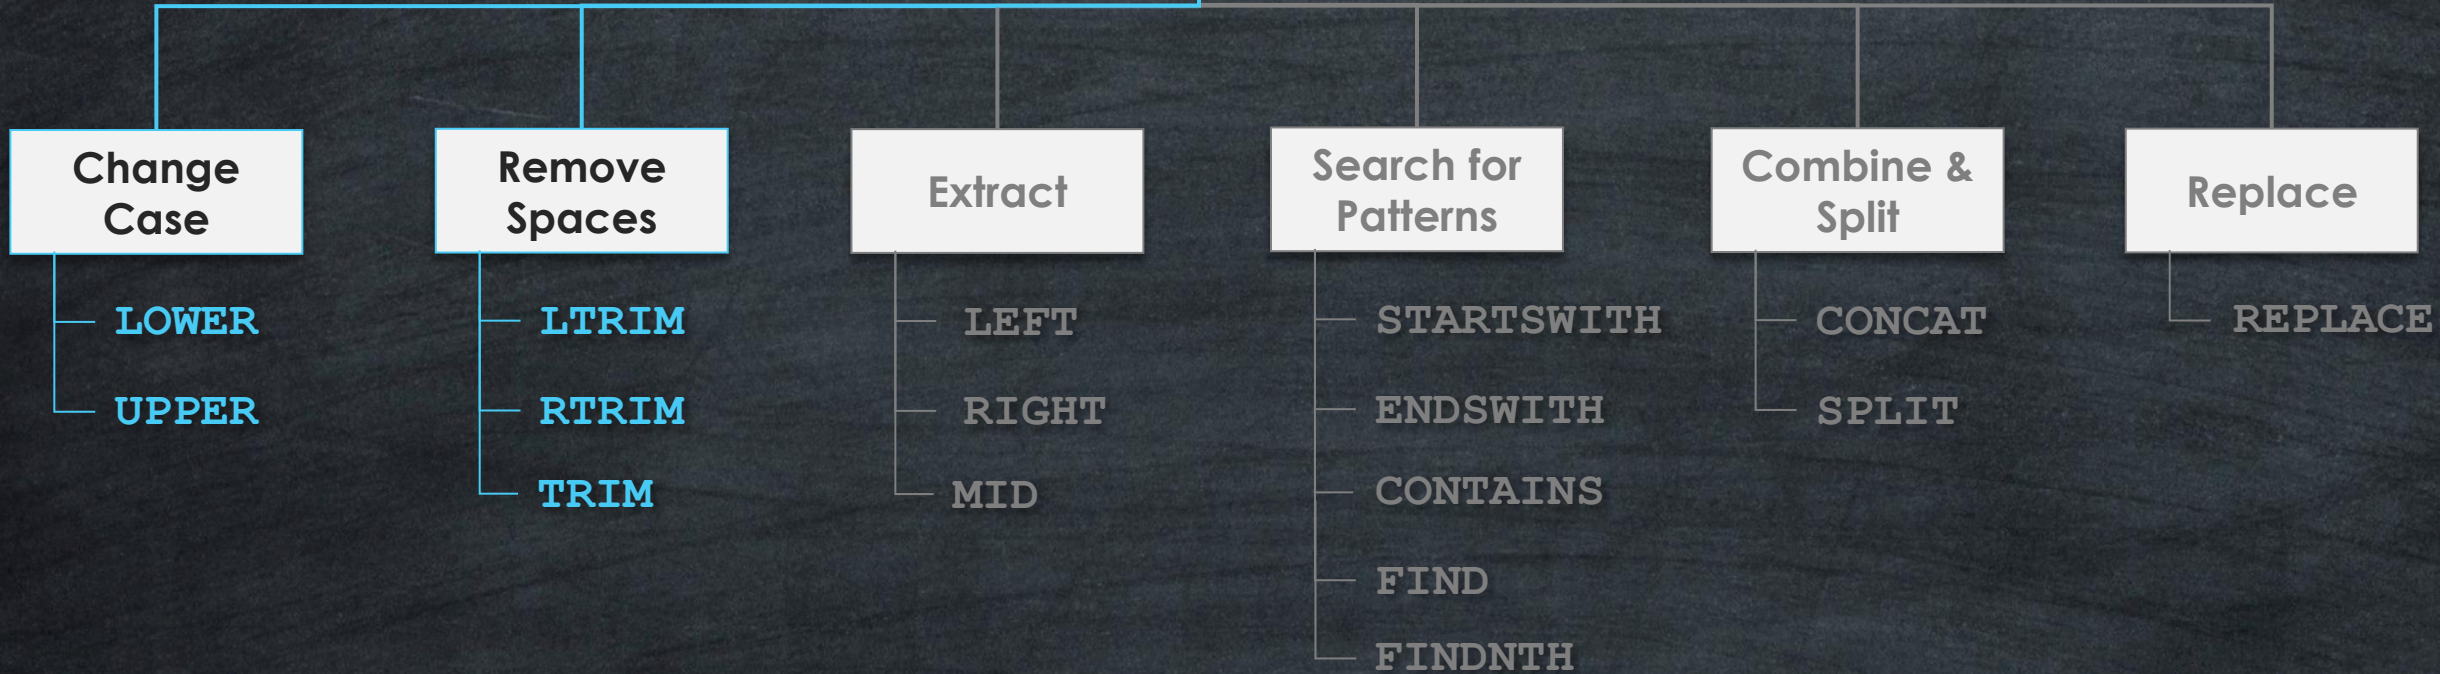 Change
Case
LOWER
UPPER
Remove
Spaces
LTRIM
RTRIM
TRIM
Extract
LEFT
RIGHT
MID
Search for
Patterns
STARTSWITH
ENDSWITH
CONTAINS
FIND
FINDNTH
Combine &
Split
CONCAT
SPLIT
Replace
REPLACE